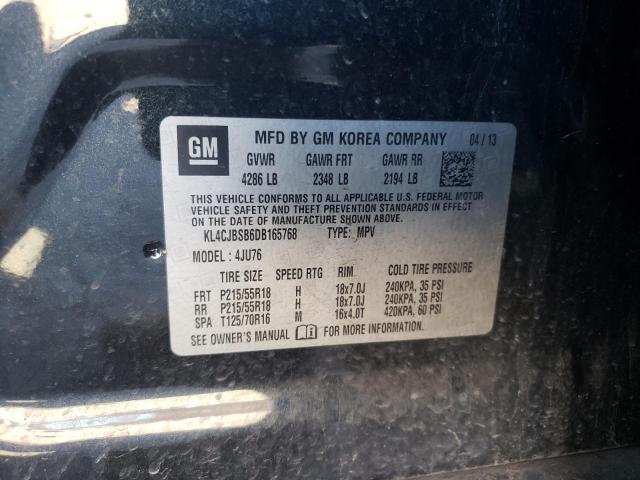 GM MFD BY GM KOREA COMPANY 04 / 13
GVWR GAWR FRT GAWR RR
4286 LB 2348 LB 2194 LB
THIS VEHICLE CONFORMS TO ALL APPLICABLE U.S. FEDERAL MOTOR
VEHICLE SAFETY AND THEFT PREVENTION STANDARDS IN EFFECT
ON THE DATE OF MANUFACTURE SHOWN ABOVE.
KL4CJBSB6DB165768 TYPE: MPV
MODEL : 4JU76
TIRE SIZE SPEED RTG RIM COLD TIRE PRESSURE
FRT P215/55R18 H 18x7.0J 240KPA, 35 PSI
RR P215/55R18 H 18x7.0J 240KPA, 35 PSI
SPA T125/70R16 M 16x4.0T 420KPA, 60 PSI
SEE OWNER'S MANUAL FOR MORE INFORMATION.